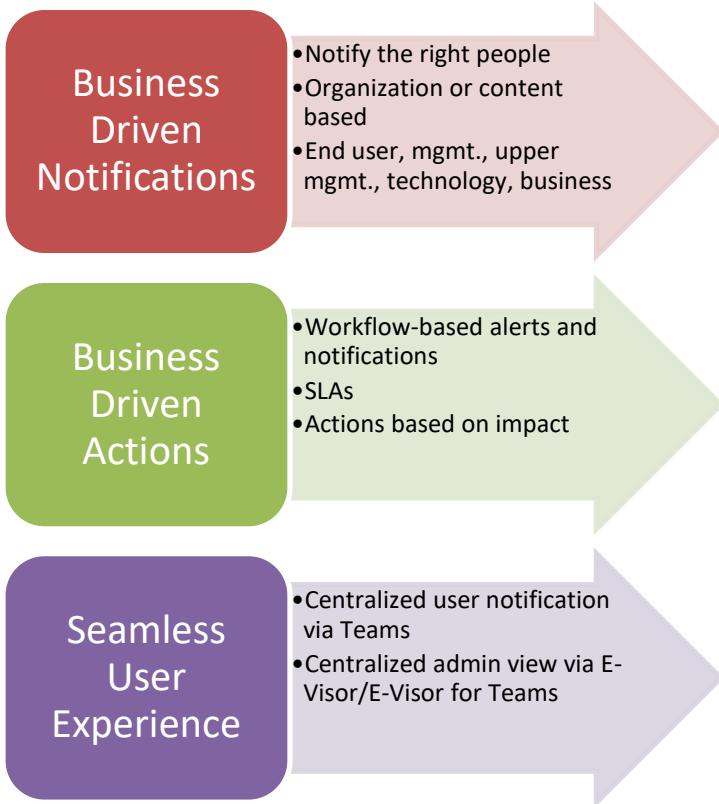 Business
Driven
Notifications
•Notify the right people
•Organization or content
based
•End user, mgmt., upper
mgmt., technology, business
Business
Driven
Actions
•Workflow-based alerts and
notifications
•SLAs
•Actions based on impact
Seamless
User
Experience
•Centralized user notification
via Teams
•Centralized admin view via E-
Visor/E-Visor for Teams